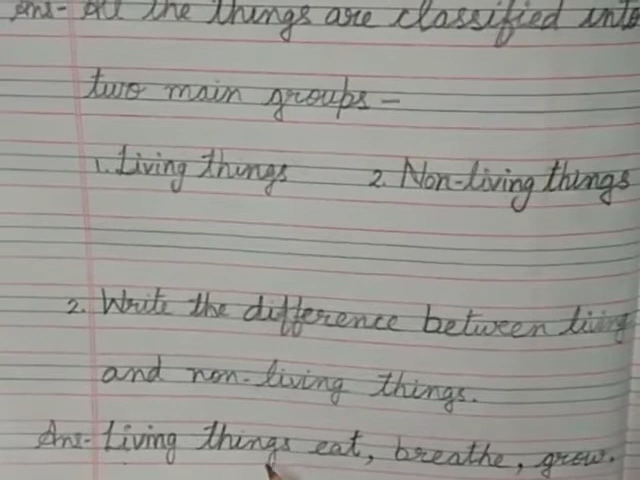 Ans- All the things are classified into
two main groups -
1. Living things 2. Non-living things
2. Write the difference between living
and non-living things.
Ans- Living things eat, breathe, grow.